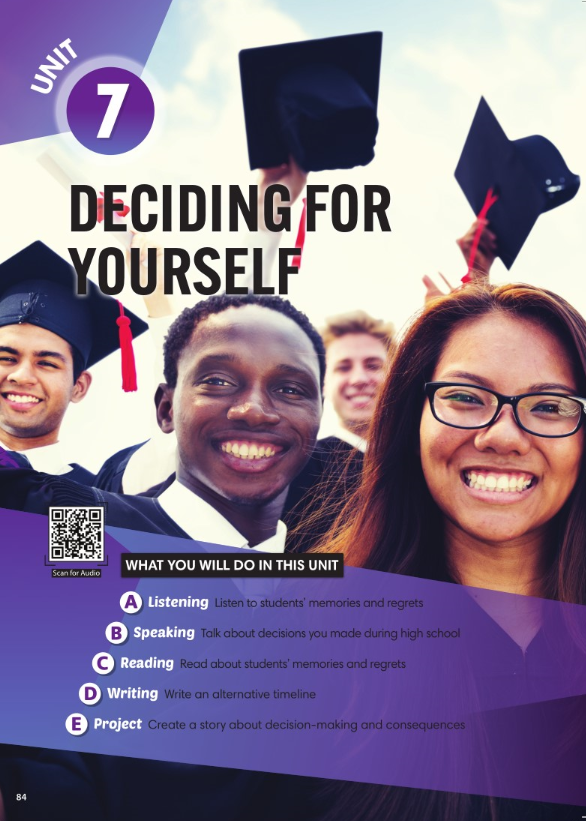 UNIT
7
DECIDING FOR
YOURSELF
Scan for Audio
WHAT YOU WILL DO IN THIS UNIT
A Listening Listen to students' memories and regrets
B Speaking Talk about decisions you made during high school
C Reading Read about students' memories and regrets
D Writing Write an alternative timeline
E Project Create a story about decision-making and consequences
84